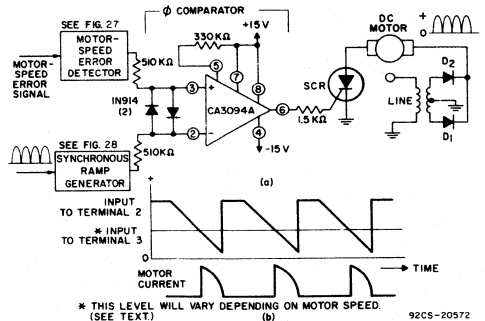 φ COMPARATOR
SEE FIG. 27
MOTOR-
SPEED
ERROR
DETECTOR
MOTOR-
SPEED
ERROR
SIGNAL
510 KΩ
330 KΩ
+15 V
5
7
8
3
+
IN914
(2)
CA3094A
6
1.5 KΩ
2
−
4
-15 V
SEE FIG. 28
SYNCHRONOUS
RAMP
GENERATOR
510KΩ
(a)
SCR
DC
MOTOR
+
0
LINE
D2
D1
+
INPUT
TO TERMINAL 2
* INPUT
TO TERMINAL 3
0
TIME
MOTOR
CURRENT
* THIS LEVEL WILL VARY DEPENDING ON MOTOR SPEED.
(SEE TEXT.)
(b)
92CS-20572